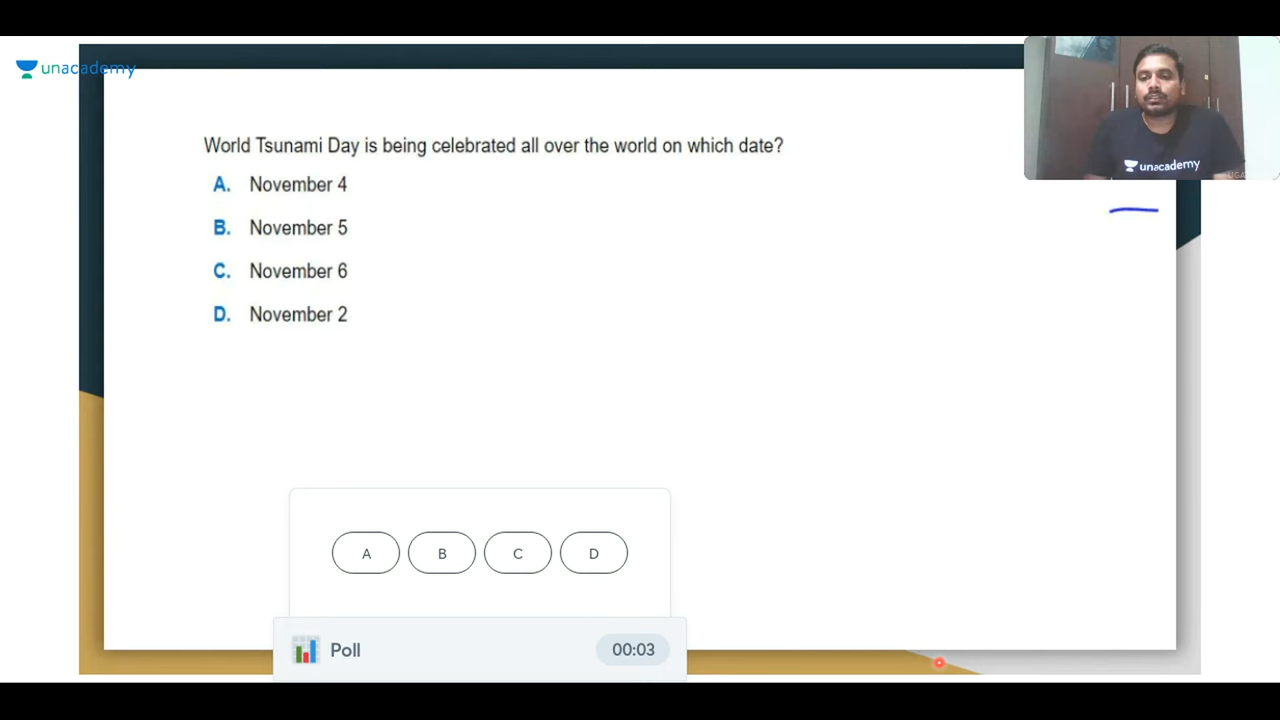 unacademy
World Tsunami Day is being celebrated all over the world on which date?
A. November 4
B. November 5
C. November 6
D. November 2
unacademy
A B C D
Poll 00:03